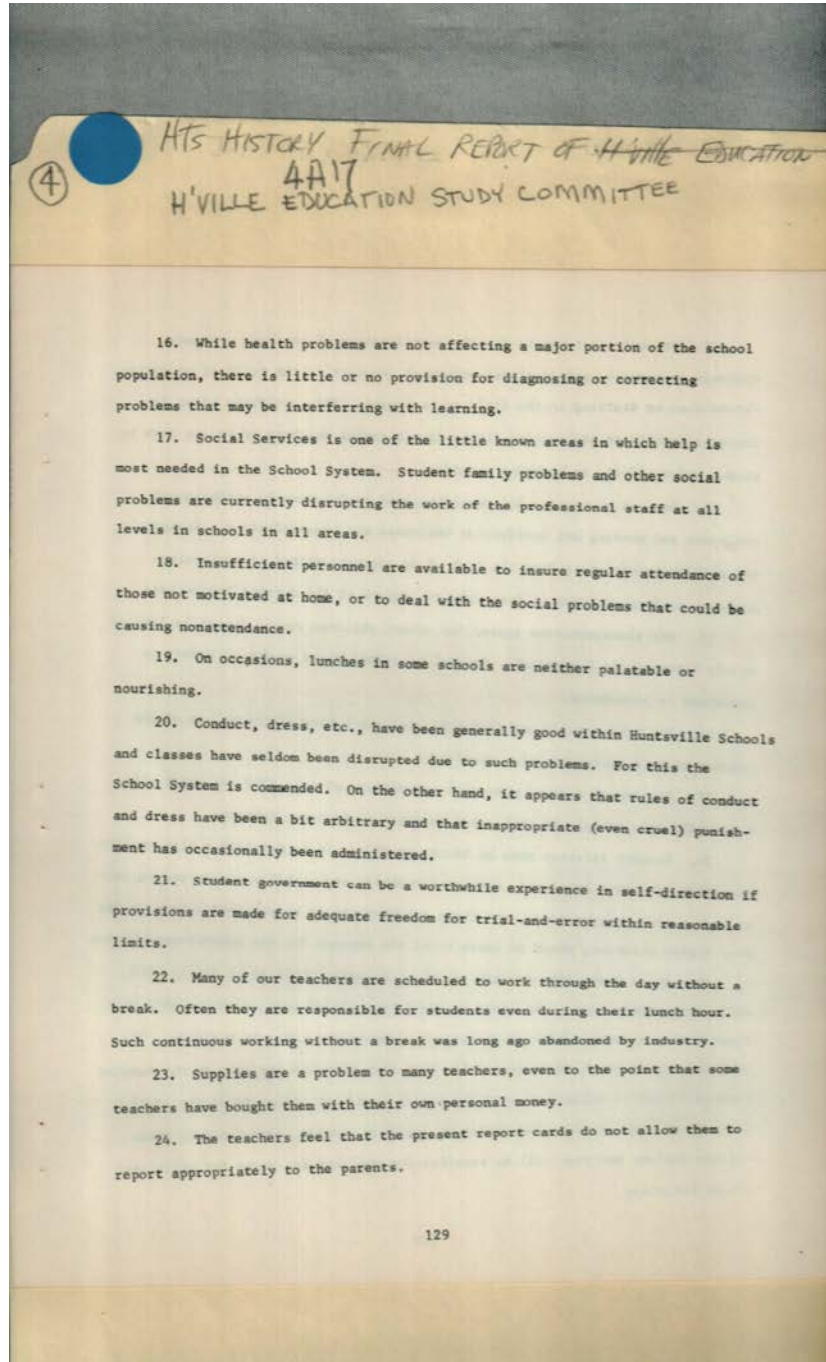 HTS HISTORY FINAL REPORT OF H'ville EDUCATION
4
4A17
H'VILLE EDUCATION STUDY COMMITTEE
16. While health problems are not affecting a major portion of the school
population, there is little or no provision for diagnosing or correcting
problems that may be interferring with learning.
17. Social Services is one of the little known areas in which help is
most needed in the School System. Student family problems and other social
problems are currently disrupting the work of the professional staff at all
levels in schools in all areas.
18. Insufficient personnel are available to insure regular attendance of
those not motivated at home, or to deal with the social problems that could be
causing nonattendance.
19. On occasions, lunches in some schools are neither palatable or
nourishing.
20. Conduct, dress, etc., have been generally good within Huntsville Schools
and classes have seldom been disrupted due to such problems. For this the
School System is commended. On the other hand, it appears that rules of conduct
and dress have been a bit arbitrary and that inappropriate (even cruel) punish-
ment has occasionally been administered.
21. Student government can be a worthwhile experience in self-direction if
provisions are made for adequate freedom for trial-and-error within reasonable
limits.
22. Many of our teachers are scheduled to work through the day without a
break. Often they are responsible for students even during their lunch hour.
Such continuous working without a break was long ago abandoned by industry.
23. Supplies are a problem to many teachers, even to the point that some
teachers have bought them with their own personal money.
24. The teachers feel that the present report cards do not allow them to
report appropriately to the parents.
129